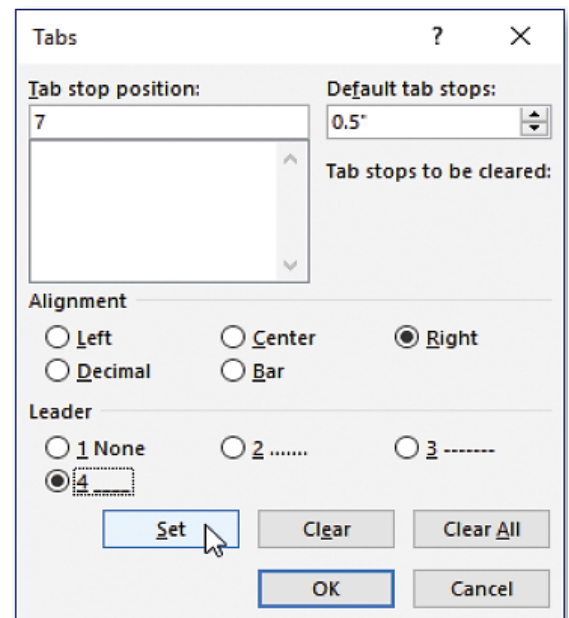 Tabs ?
Tab stop position: Default tab stops:
7 0.5"
Tab stops to be cleared:
Alignment
Left Center Right
Decimal Bar
Leader
1 None 2 ....... 3 -------
4 ____
Set Clear Clear All
OK Cancel